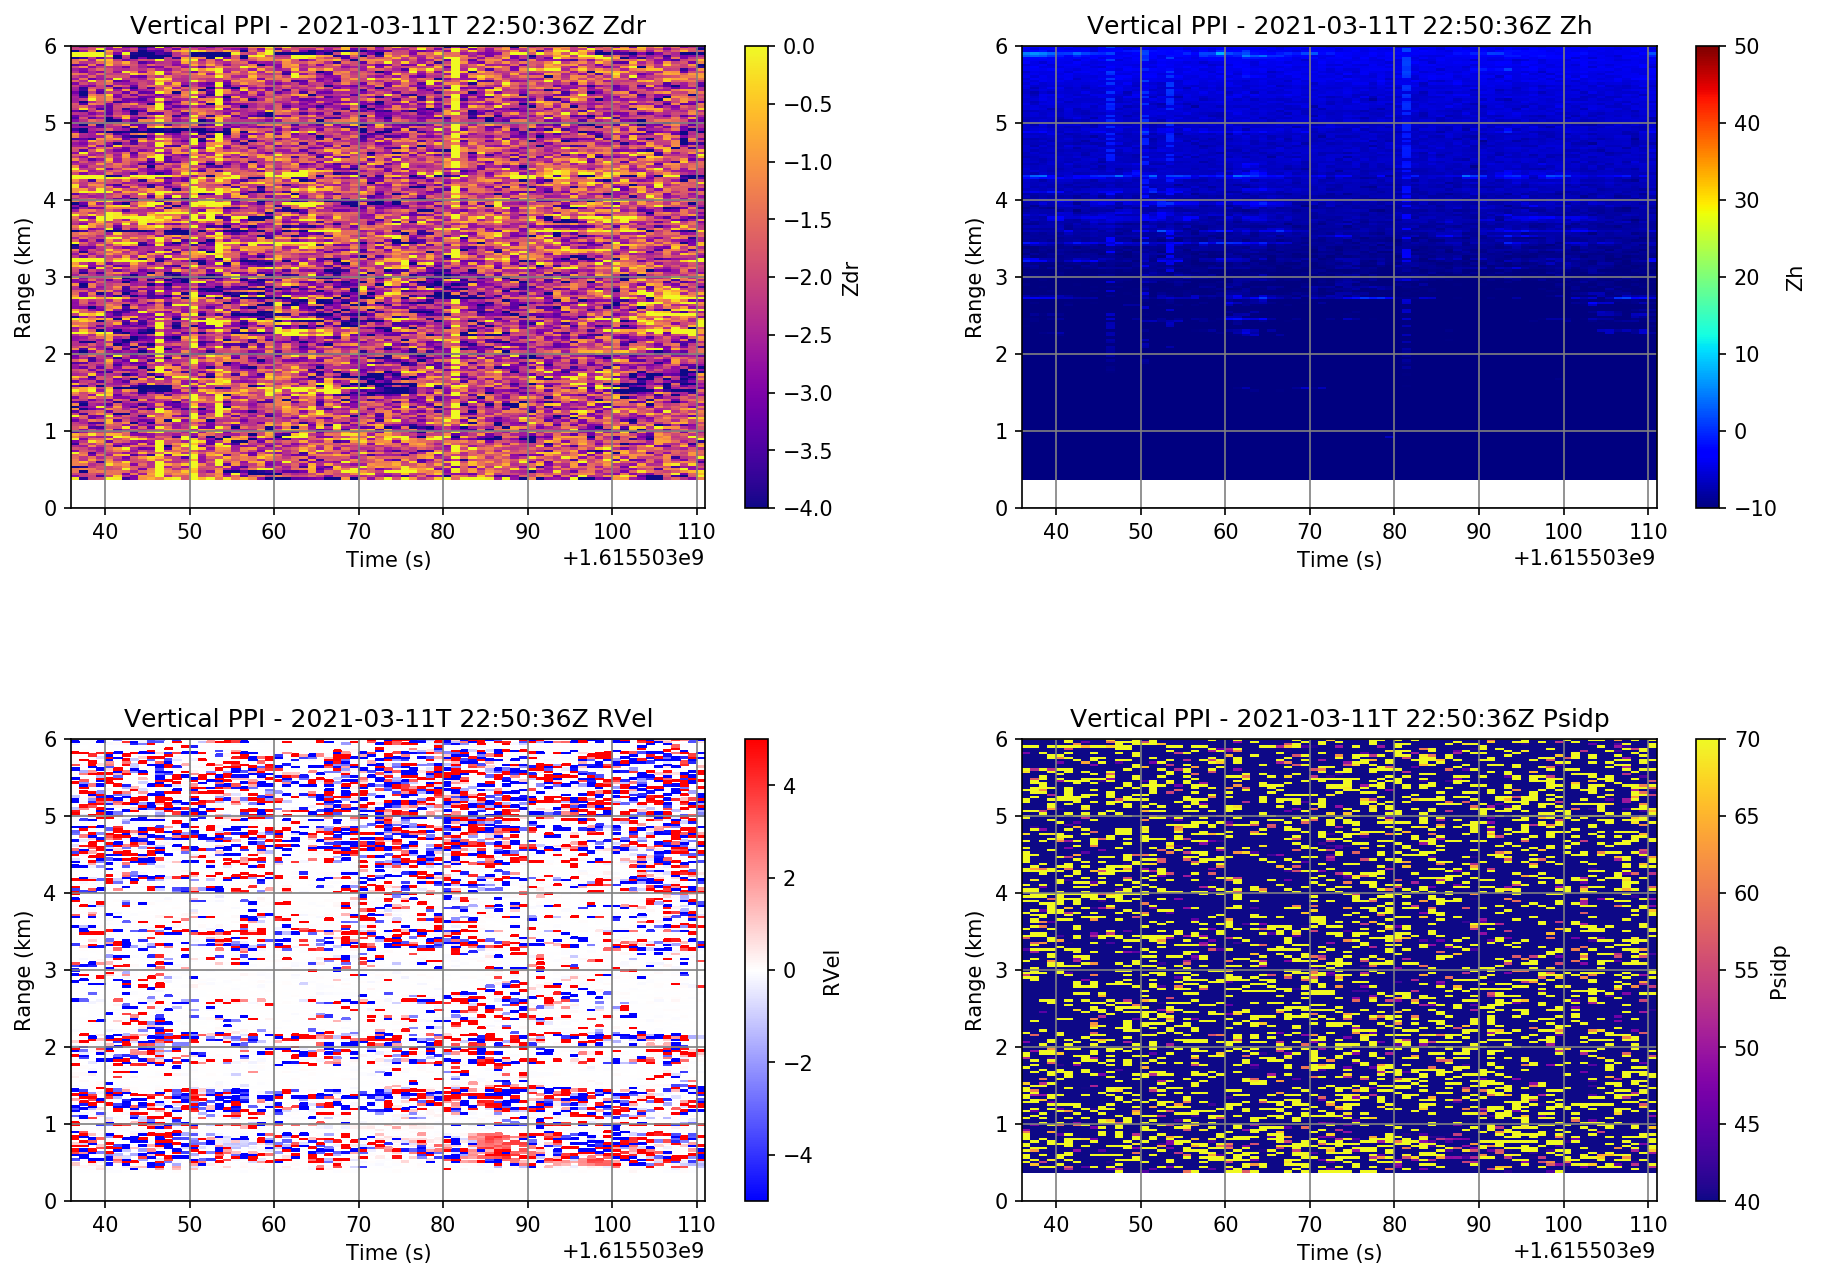 Vertical PPI - 2021-03-11T 22:50:36Z Zdr
6
5
4
3
2
1
0
Range (km)
40 50 60 70 80 90 100 110
Time (s)
+1.615503e9
0.0
−0.5
−1.0
−1.5
−2.0
−2.5
−3.0
−3.5
−4.0
Zdr
Vertical PPI - 2021-03-11T 22:50:36Z Zh
6
5
4
3
2
1
0
Range (km)
40 50 60 70 80 90 100 110
Time (s)
+1.615503e9
50
40
30
20
10
0
−10
Zh
Vertical PPI - 2021-03-11T 22:50:36Z RVel
6
5
4
3
2
1
0
Range (km)
40 50 60 70 80 90 100 110
Time (s)
+1.615503e9
4
2
0
−2
−4
RVel
Vertical PPI - 2021-03-11T 22:50:36Z Psidp
6
5
4
3
2
1
0
Range (km)
40 50 60 70 80 90 100 110
Time (s)
+1.615503e9
70
65
60
55
50
45
40
Psidp